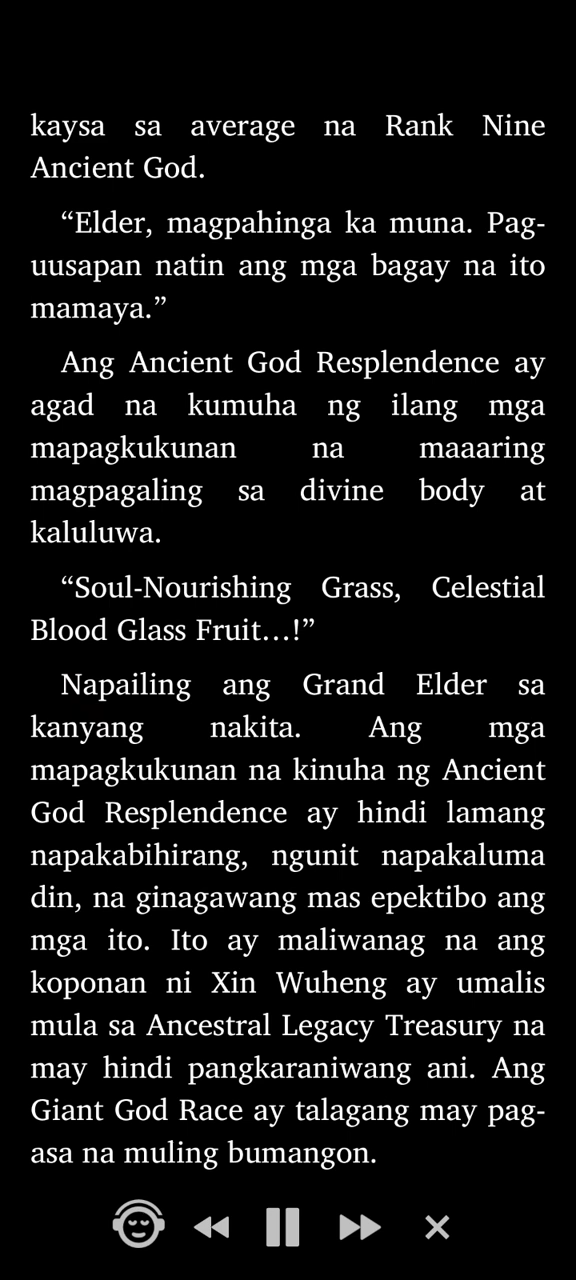 kaysa sa average na Rank Nine
Ancient God.
“Elder, magpahinga ka muna. Pag-
uusapan natin ang mga bagay na ito
mamaya.”
Ang Ancient God Resplendence ay
agad na kumuha ng ilang mga
mapagkukunan na maaaring
magpagaling sa divine body at
kaluluwa.
“Soul-Nourishing Grass, Celestial
Blood Glass Fruit…!”
Napailing ang Grand Elder sa
kanyang nakita. Ang mga
mapagkukunan na kinuha ng Ancient
God Resplendence ay hindi lamang
napakabihirang, ngunit napakaluma
din, na ginagawang mas epektibo ang
mga ito. Ito ay maliwanag na ang
koponan ni Xin Wuheng ay umalis
mula sa Ancestral Legacy Treasury na
may hindi pangkaraniwang ani. Ang
Giant God Race ay talagang may pag-
asa na muling bumangon.